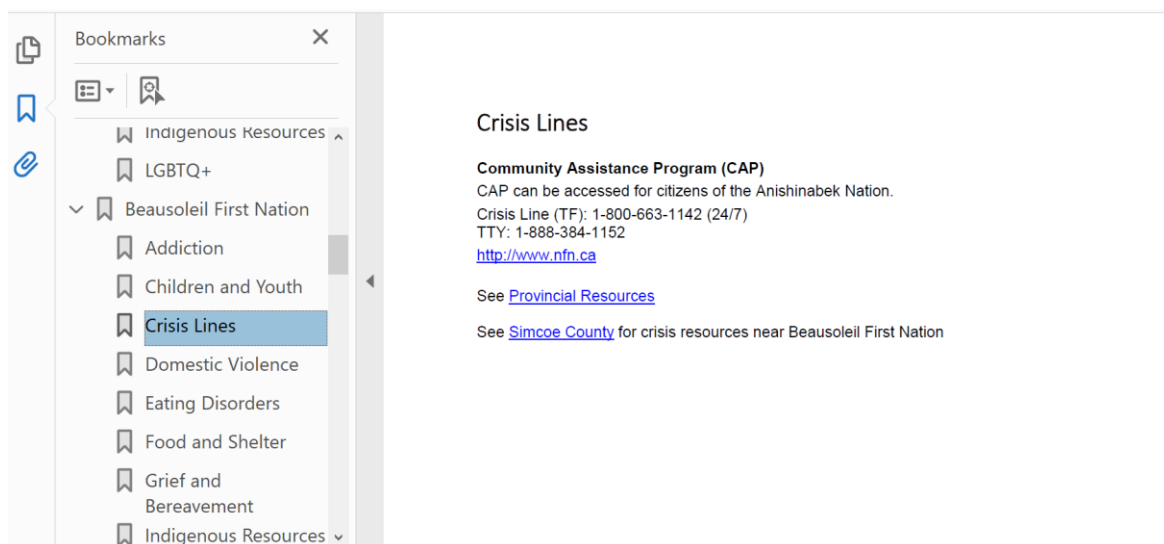 Bookmarks
Indigenous Resources
LGBTQ+
Beausoleil First Nation
Addiction
Children and Youth
Crisis Lines
Domestic Violence
Eating Disorders
Food and Shelter
Grief and
Bereavement
Indigenous Resources
Crisis Lines
Community Assistance Program (CAP)
CAP can be accessed for citizens of the Anishinabek Nation.
Crisis Line (TF): 1-800-663-1142 (24/7)
TTY: 1-888-384-1152
http://www.nfn.ca
See Provincial Resources
See Simcoe County for crisis resources near Beausoleil First Nation